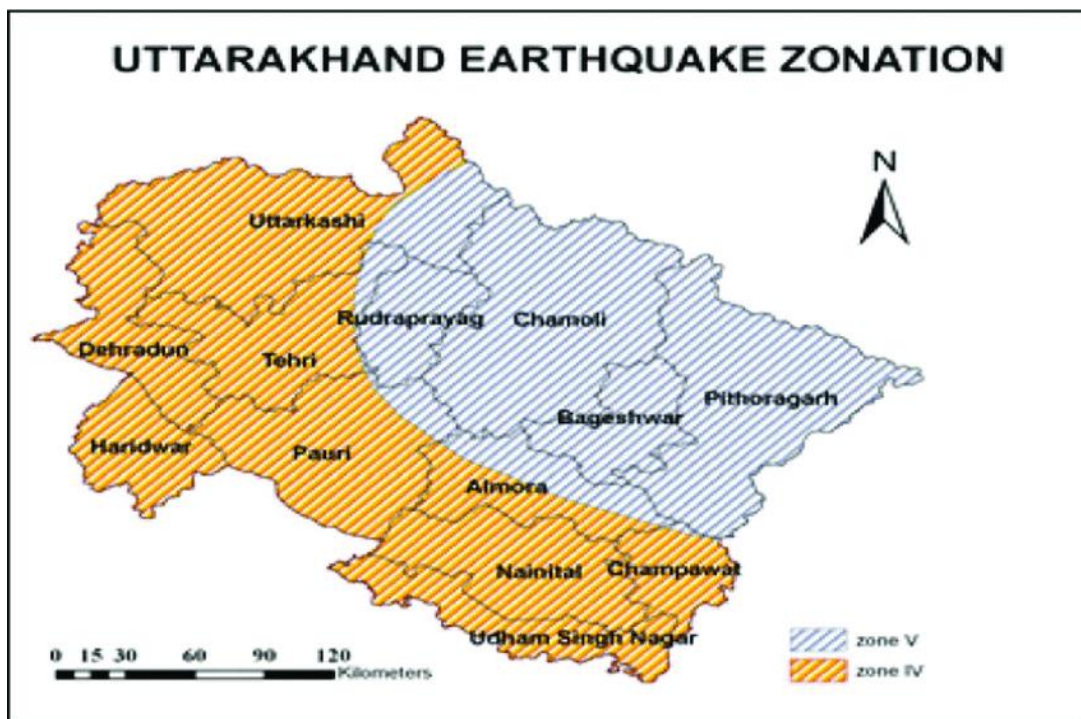 UTTARAKHAND EARTHQUAKE ZONATION
N
Uttarkashi
Rudraprayag
Chamoli
Dehradun
Tehri
Pithoragarh
Bageshwar
Haridwar
Pauri
Almora
Nainital
Champawat
Udham Singh Nagar
zone V
zone IV
0 15 30 60 90 120
Kilometers